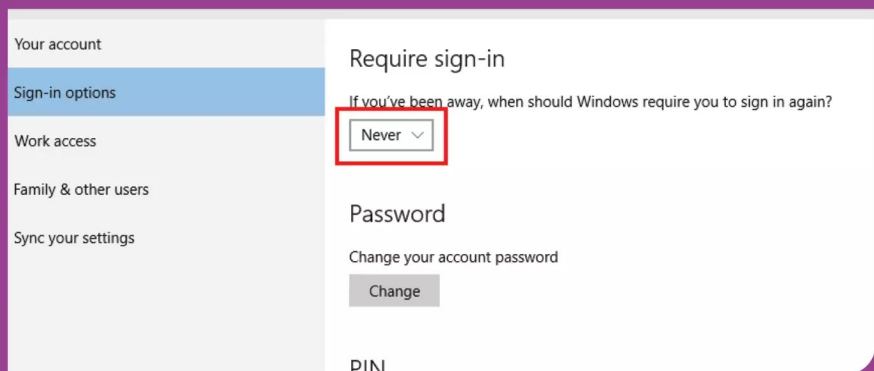 Your account
Sign-in options
Work access
Family & other users
Sync your settings
Require sign-in
If you've been away, when should Windows require you to sign in again?
Never
Password
Change your account password
Change
PIN